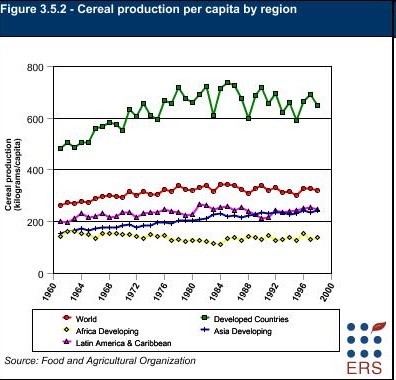 Figure 3.5.2 - Cereal production per capita by region
Cereal production
(kilograms/capita)
800
600
400
200
0
1960
1964
1968
1972
1976
1980
1984
1988
1992
1996
2000
World
Developed Countries
Africa Developing
Asia Developing
Latin America & Caribbean
Source: Food and Agricultural Organization
ERS